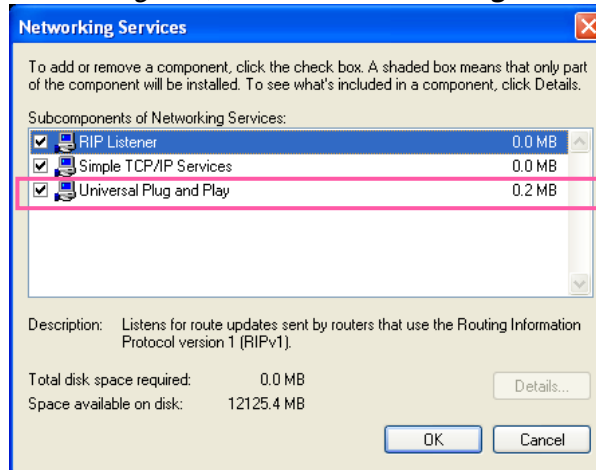 Networking Services
To add or remove a component, click the check box. A shaded box means that only part
of the component will be installed. To see what's included in a component, click Details.
Subcomponents of Networking Services:
RIP Listener 0.0 MB
Simple TCP/IP Services 0.0 MB
Universal Plug and Play 0.2 MB
Description: Listens for route updates sent by routers that use the Routing Information
Protocol version 1 (RIPv1).
Total disk space required: 0.0 MB
Details...
Space available on disk: 12125.4 MB
OK Cancel